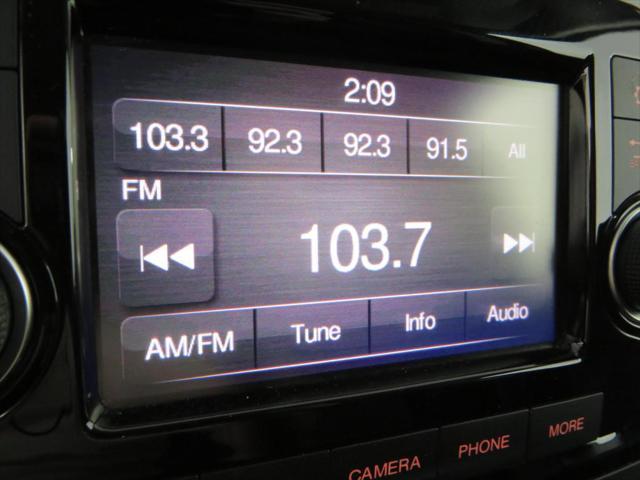 2:09
103.3 92.3 92.3 91.5 All
FM
103.7
AM/FM Tune Info Audio
CAMERA PHONE MORE